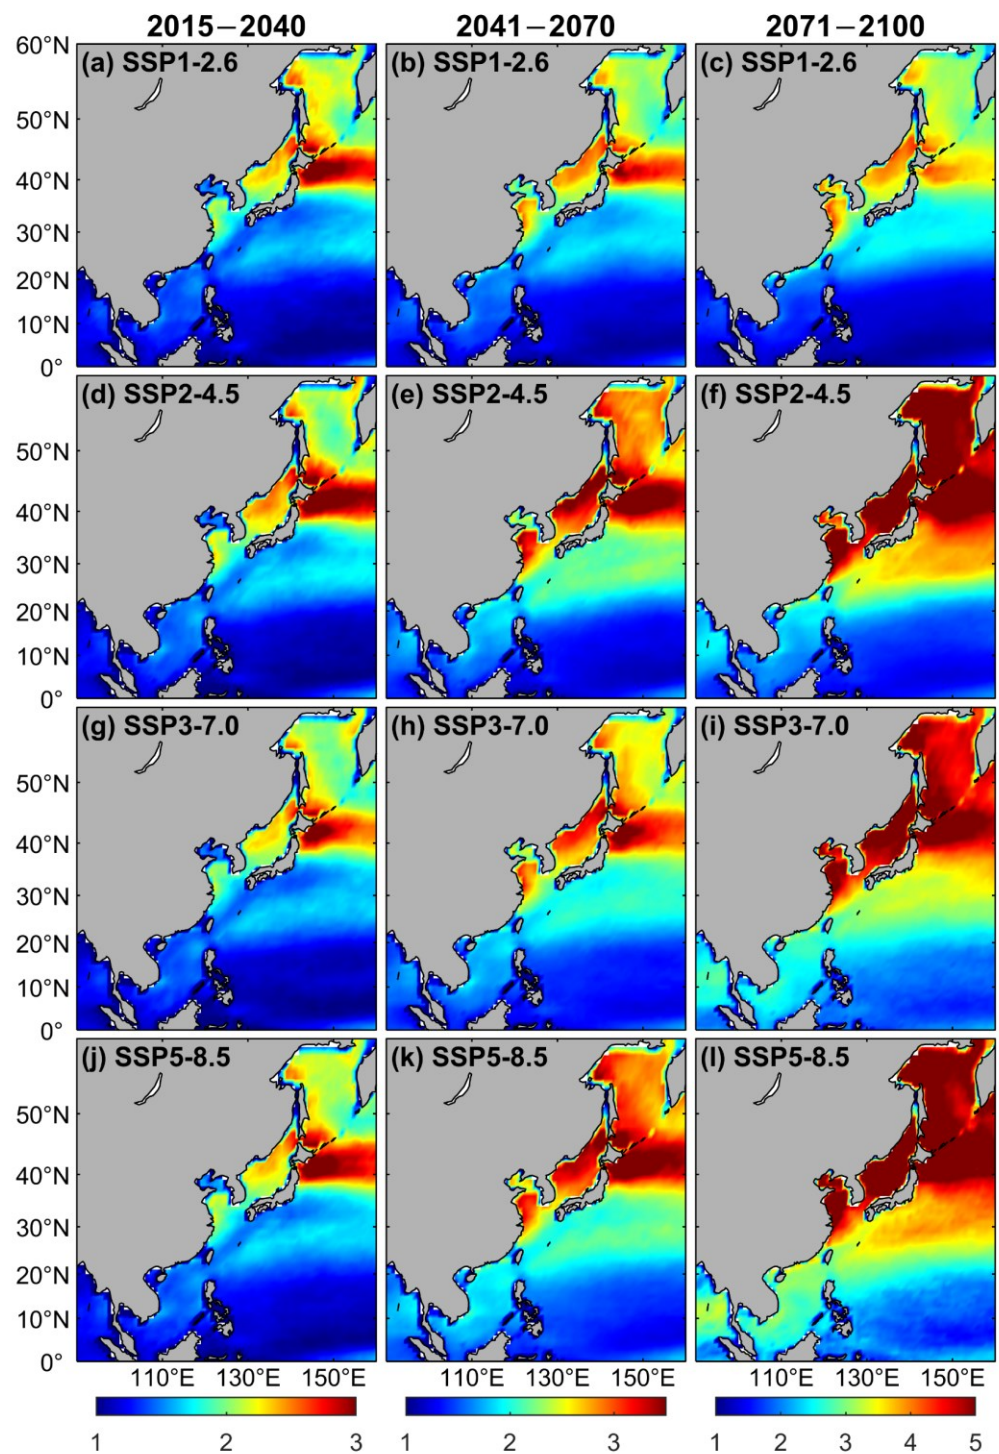 2015−2040 2041−2070 2071−2100
60°N (a) SSP1-2.6 (b) SSP1-2.6 (c) SSP1-2.6
50°N
40°N
30°N
20°N
10°N
0°
(d) SSP2-4.5 (e) SSP2-4.5 (f) SSP2-4.5
50°N
40°N
30°N
20°N
10°N
0°
(g) SSP3-7.0 (h) SSP3-7.0 (i) SSP3-7.0
50°N
40°N
30°N
20°N
10°N
0°
(j) SSP5-8.5 (k) SSP5-8.5 (l) SSP5-8.5
50°N
40°N
30°N
20°N
10°N
0°
110°E 130°E 150°E 110°E 130°E 150°E 110°E 130°E 150°E
1 2 3 1 2 3 1 2 3 4 5